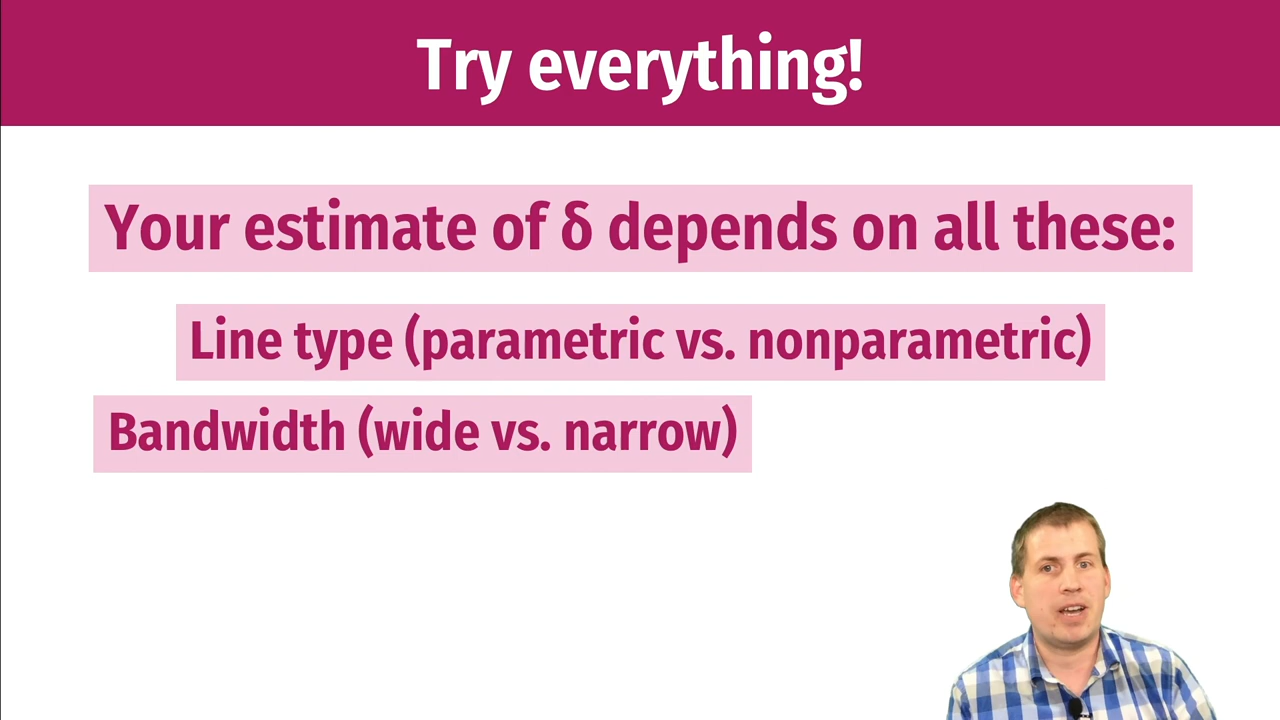 Try everything!
Your estimate of δ depends on all these:
Line type (parametric vs. nonparametric)
Bandwidth (wide vs. narrow)